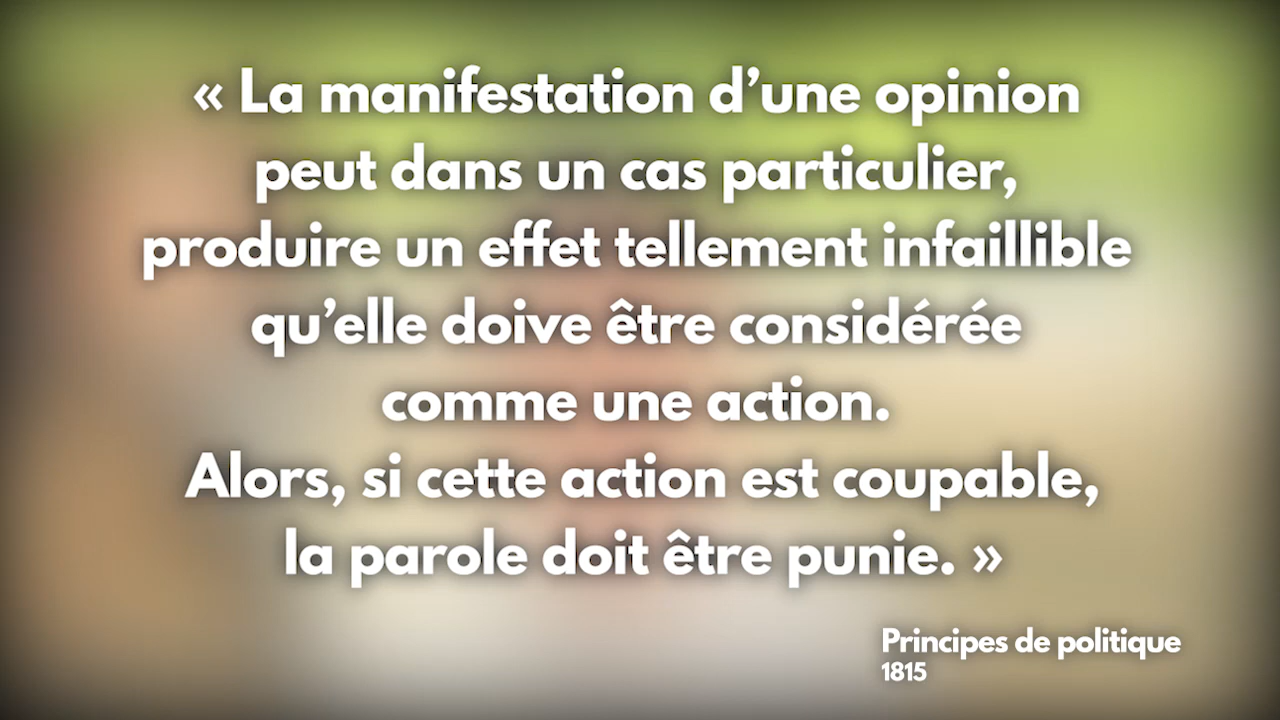 « La manifestation d’une opinion
peut dans un cas particulier,
produire un effet tellement infaillible
qu’elle doive être considérée
comme une action.
Alors, si cette action est coupable,
la parole doit être punie. »
Principes de politique
1815